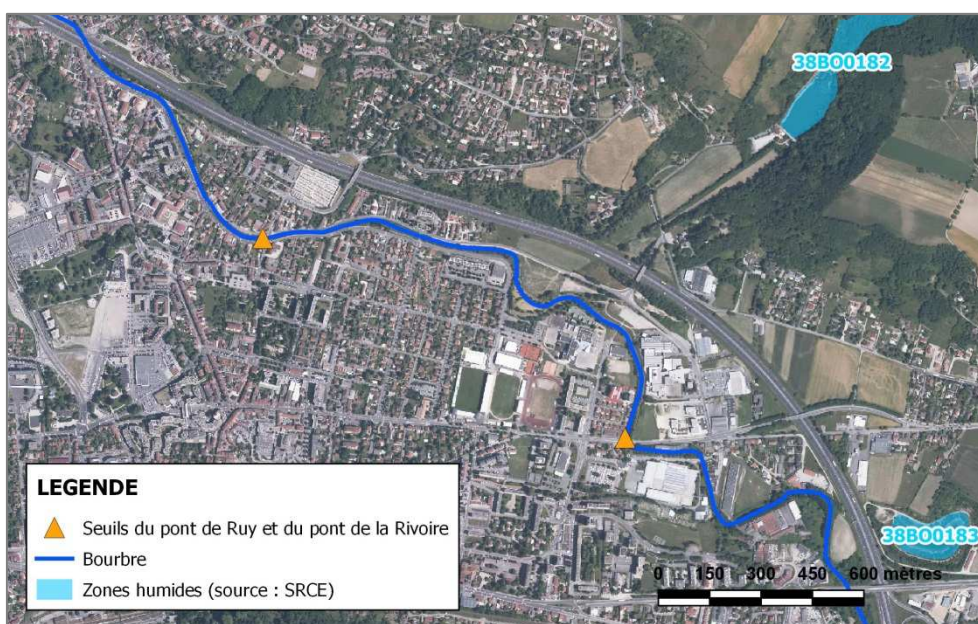 38BO0182
38BO0183
LEGENDE
Seuils du pont de Ruy et du pont de la Rivoire
Bourbre
Zones humides (source : SRCE)
0 150 300 450 600 mètres